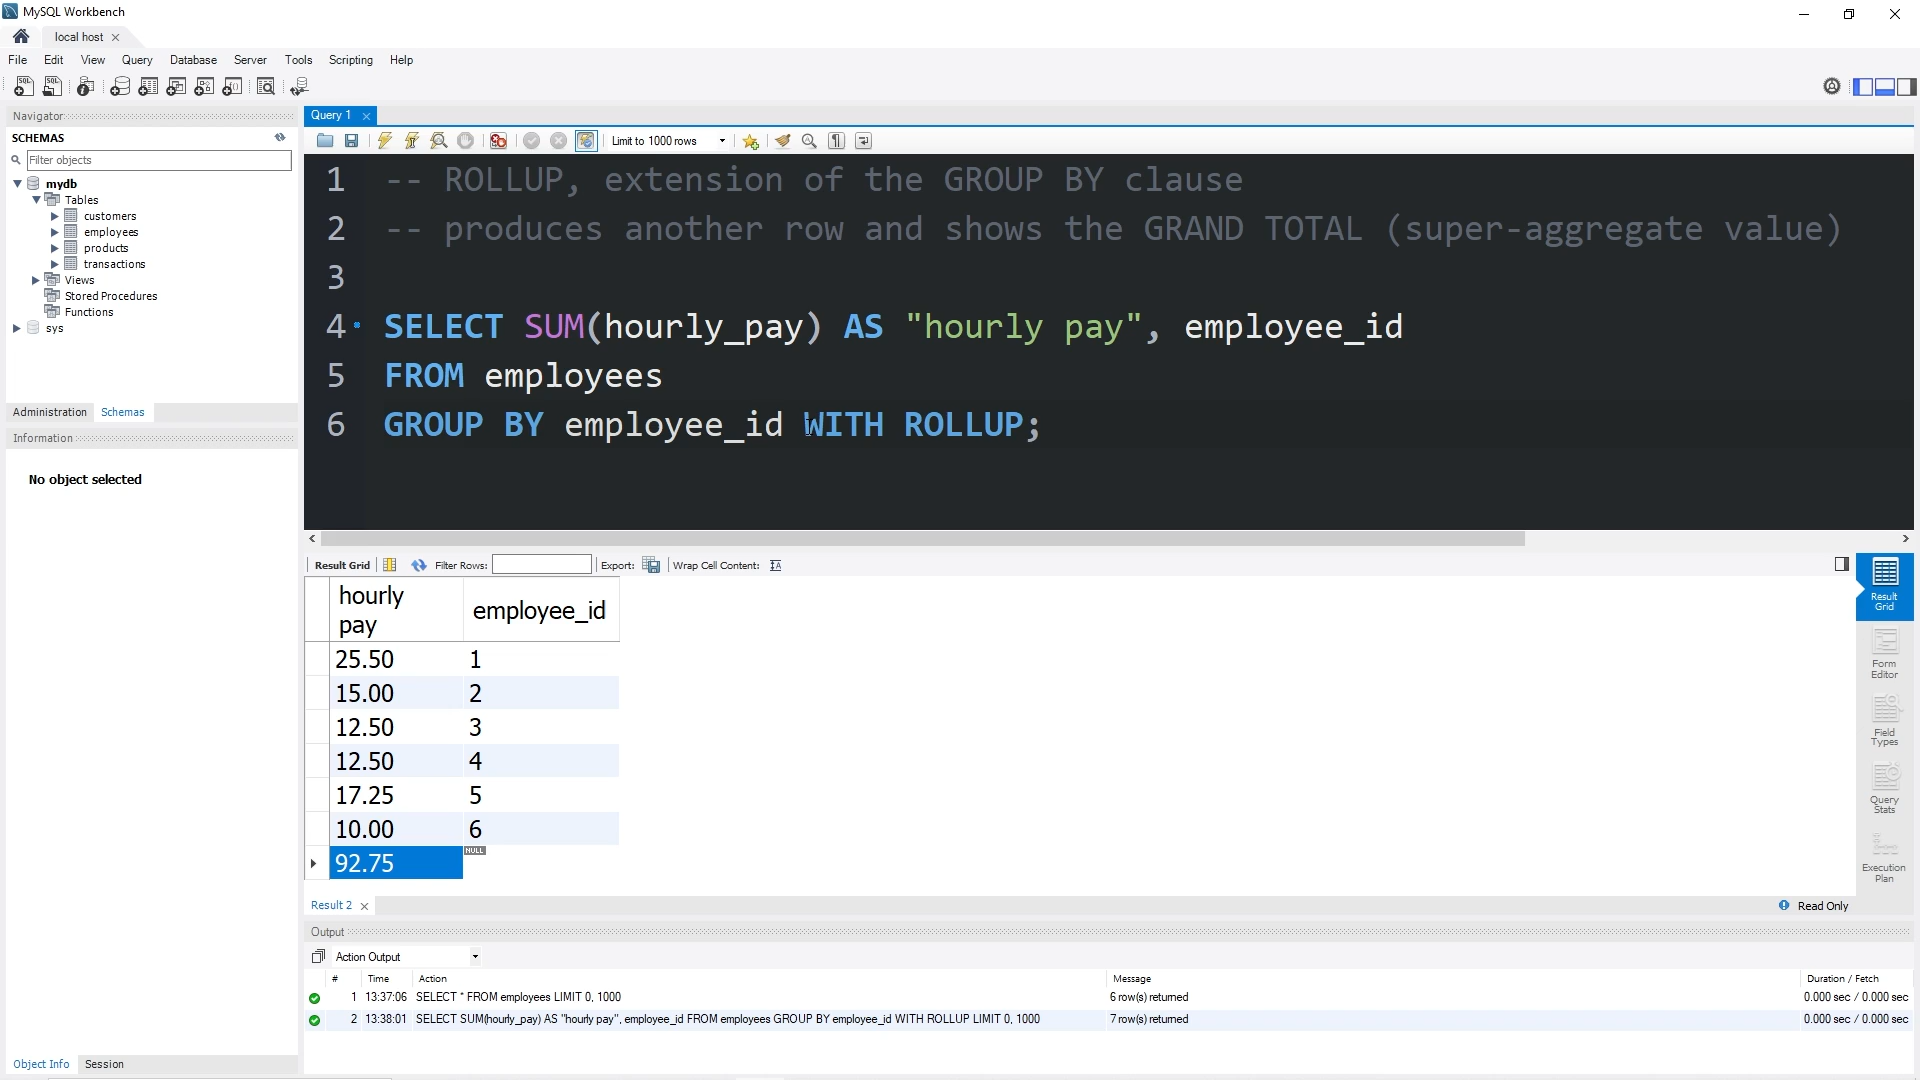 MySQL Workbench
local host
File Edit View Query Database Server Tools Scripting Help
Navigator
SCHEMAS
Filter objects
mydb
Tables
customers
employees
products
transactions
Views
Stored Procedures
Functions
sys
Administration Schemas
Information
No object selected
Object Info Session
Query 1
Limit to 1000 rows
1 -- ROLLUP, extension of the GROUP BY clause
2 -- produces another row and shows the GRAND TOTAL (super-aggregate value)
3
4 SELECT SUM(hourly_pay) AS "hourly pay", employee_id
5 FROM employees
6 GROUP BY employee_id WITH ROLLUP;
Result Grid Filter Rows: Export: Wrap Cell Content:
hourly
pay
employee_id
25.50 1
15.00 2
12.50 3
12.50 4
17.25 5
10.00 6
92.75 NULL
Result
Grid
Form
Editor
Field
Types
Query
Stats
Execution
Plan
Result 2
Read Only
Output
Action Output
# Time Action Message Duration / Fetch
1 13:37:06 SELECT * FROM employees LIMIT 0, 1000 6 row(s) returned 0.000 sec / 0.000 sec
2 13:38:01 SELECT SUM(hourly_pay) AS "hourly pay", employee_id FROM employees GROUP BY employee_id WITH ROLLUP LIMIT 0, 1000 7 row(s) returned 0.000 sec / 0.000 sec